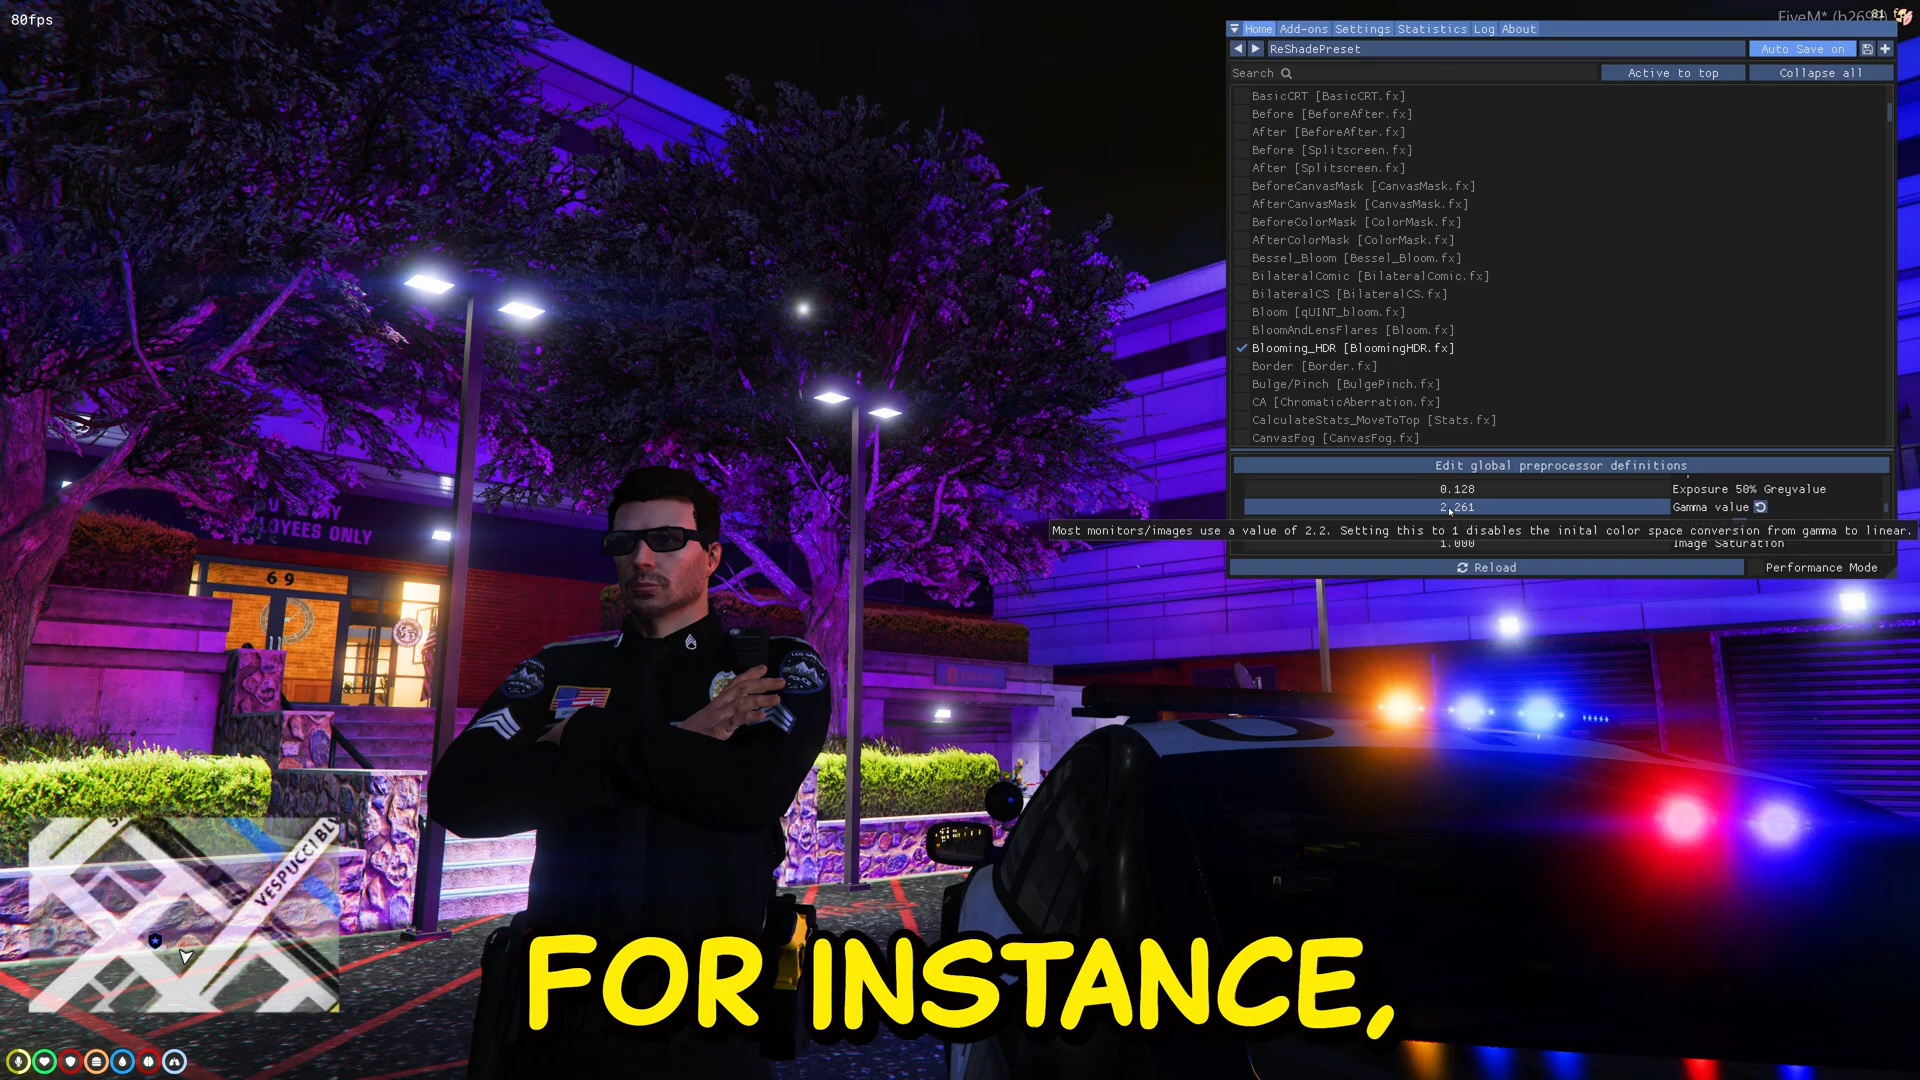 80fps
FiveM* (b269
Home Add-ons Settings Statistics Log About
ReShadePreset
Auto Save on
Search
Active to top
Collapse all
BasicCRT [BasicCRT.fx]
Before [BeforeAfter.fx]
After [BeforeAfter.fx]
Before [Splitscreen.fx]
After [Splitscreen.fx]
BeforeCanvasMask [CanvasMask.fx]
AfterCanvasMask [CanvasMask.fx]
BeforeColorMask [ColorMask.fx]
AfterColorMask [ColorMask.fx]
Bessel_Bloom [Bessel_Bloom.fx]
BilateralComic [BilateralComic.fx]
BilateralCS [BilateralCS.fx]
Bloom [qUINT_bloom.fx]
BloomAndLensFlares [Bloom.fx]
Blooming_HDR [BloomingHDR.fx]
Border [Border.fx]
Bulge/Pinch [BulgePinch.fx]
CA [ChromaticAberration.fx]
CalculateStats_MoveToTop [Stats.fx]
CanvasFog [CanvasFog.fx]
Edit global preprocessor definitions
0.128 Exposure 50% Greyvalue
2.261 Gamma value
Most monitors/images use a value of 2.2. Setting this to 1 disables the inital color space conversion from gamma to linear.
1.000 Image Saturation
Reload
Performance Mode
LOYEES ONLY
69
VESPUCCI BLV
FOR INSTANCE,